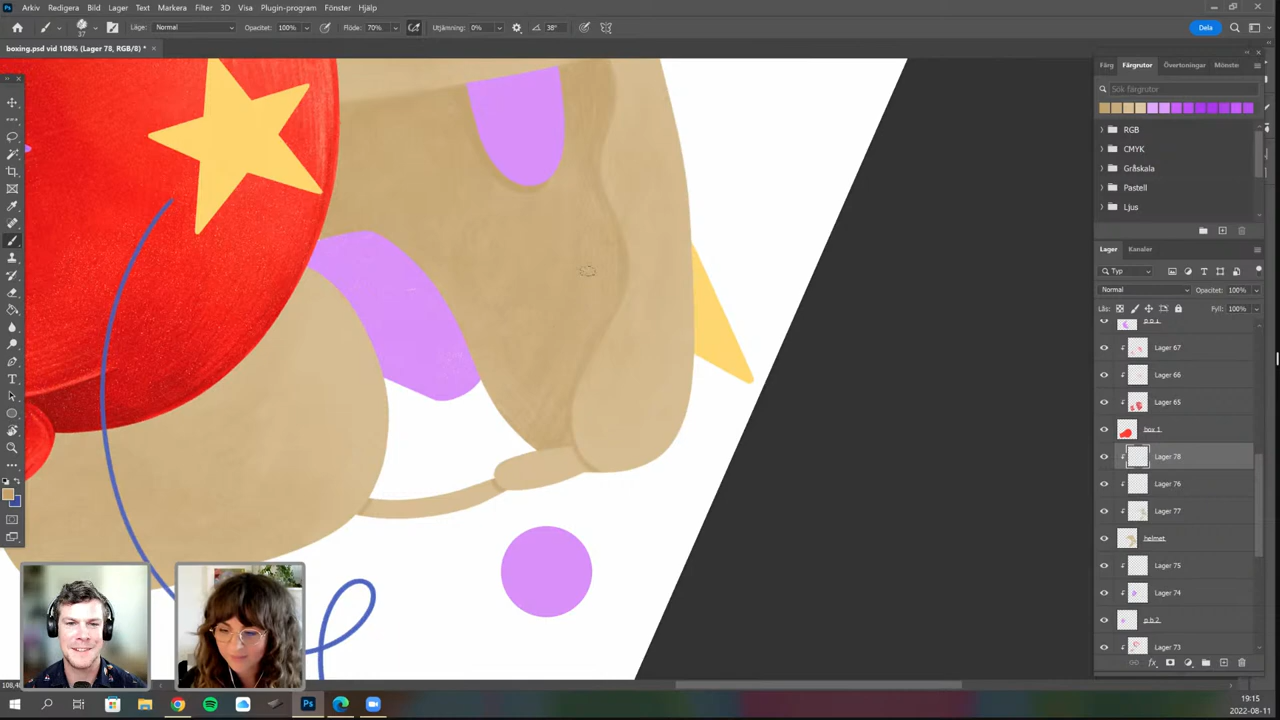 Arkiv Redigera Bild Lager Text Markera Filter 3D Visa Plugin-program Fönster Hjälp
37 Läge: Normal Opacitet: 100% Flöde: 70% Utjämning: 0% 38° Dela
boxing.psd vid 108% (Lager 78, RGB/8) * ×
Färg Färgrutor Övertoningar Mönste
Sök färgrutor
RGB
CMYK
Gråskala
Pastell
Ljus
Lager Kanaler
Typ
Normal Opacitet: 100%
Lås: Fyll: 100%
Lager 67
Lager 66
Lager 65
box 1
Lager 78
Lager 76
Lager 77
helmet
Lager 75
Lager 74
p b 2
Lager 73
19:15
2022-08-11